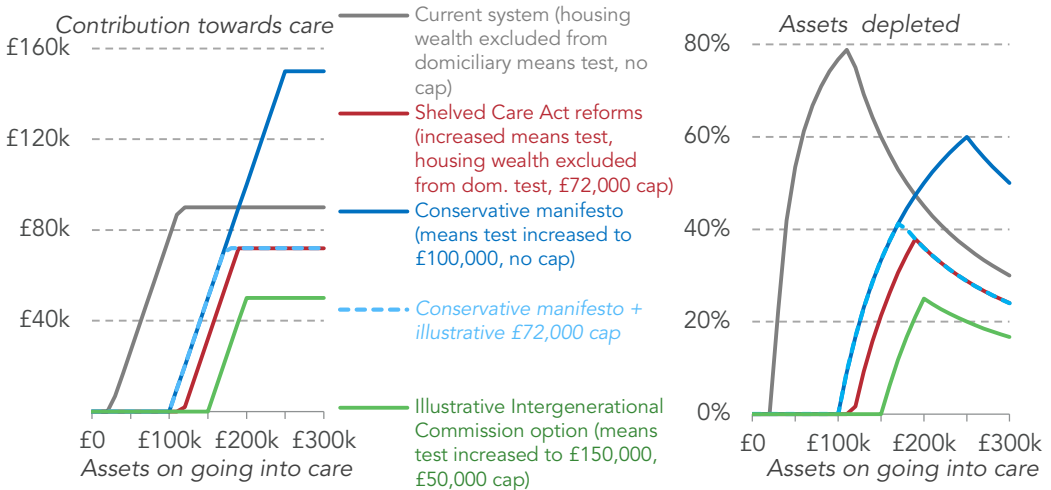 Contribution towards care
£160k
£120k
£80k
£40k
£0 £100k £200k £300k
Assets on going into care
Current system (housing
wealth excluded from
domiciliary means test, no
cap)
Shelved Care Act reforms
(increased means test,
housing wealth excluded
from dom. test, £72,000 cap)
Conservative manifesto
(means test increased to
£100,000, no cap)
Conservative manifesto +
illustrative £72,000 cap
Illustrative Intergenerational
Commission option (means
test increased to £150,000,
£50,000 cap)
Assets depleted
80%
60%
40%
20%
0%
£0 £100k £200k £300k
Assets on going into care